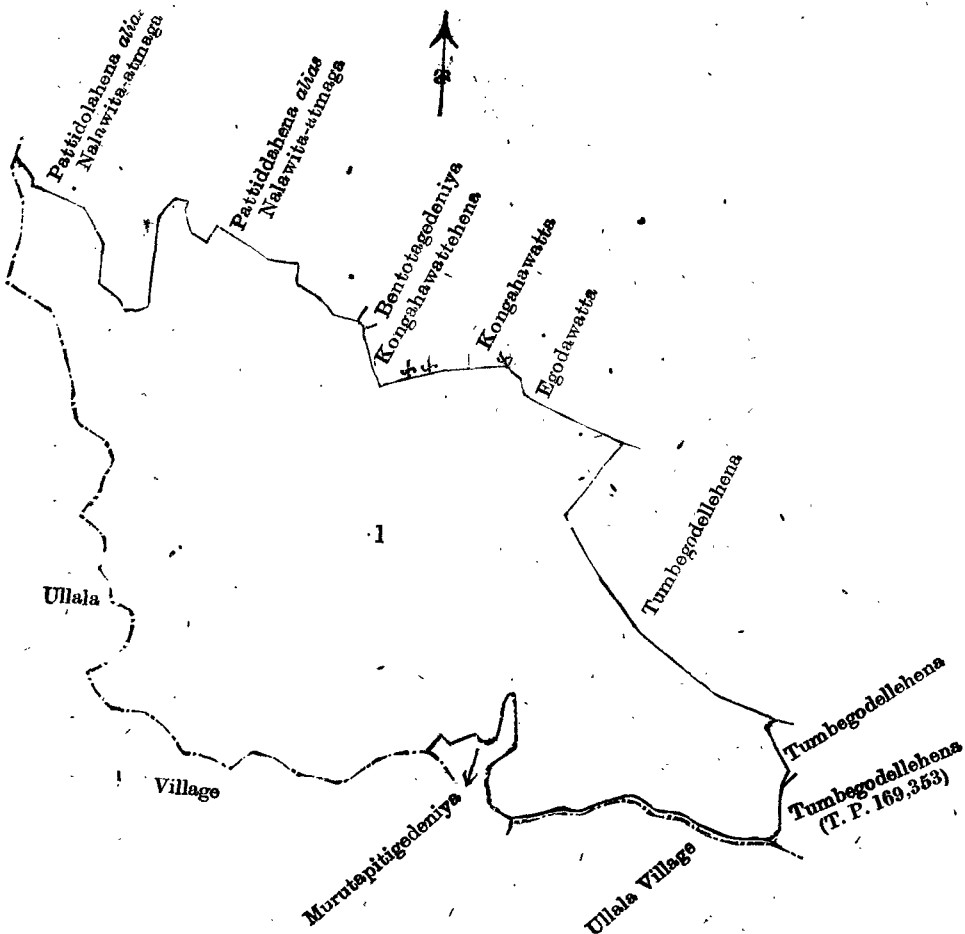 Pattidolahena alias
Nalawita-atmaga
Pattiddahena alias
Nalawita-atmaga
Bentotagedeniya
Kongahawattehena
Kongahawatta
Egodawatta
Tumbegodellehena
1
Ullala
Village
Tumbegodellehena
Tumbegodellehena
(T. P. 169,353)
Murutapitigedeniya
Ullala Village